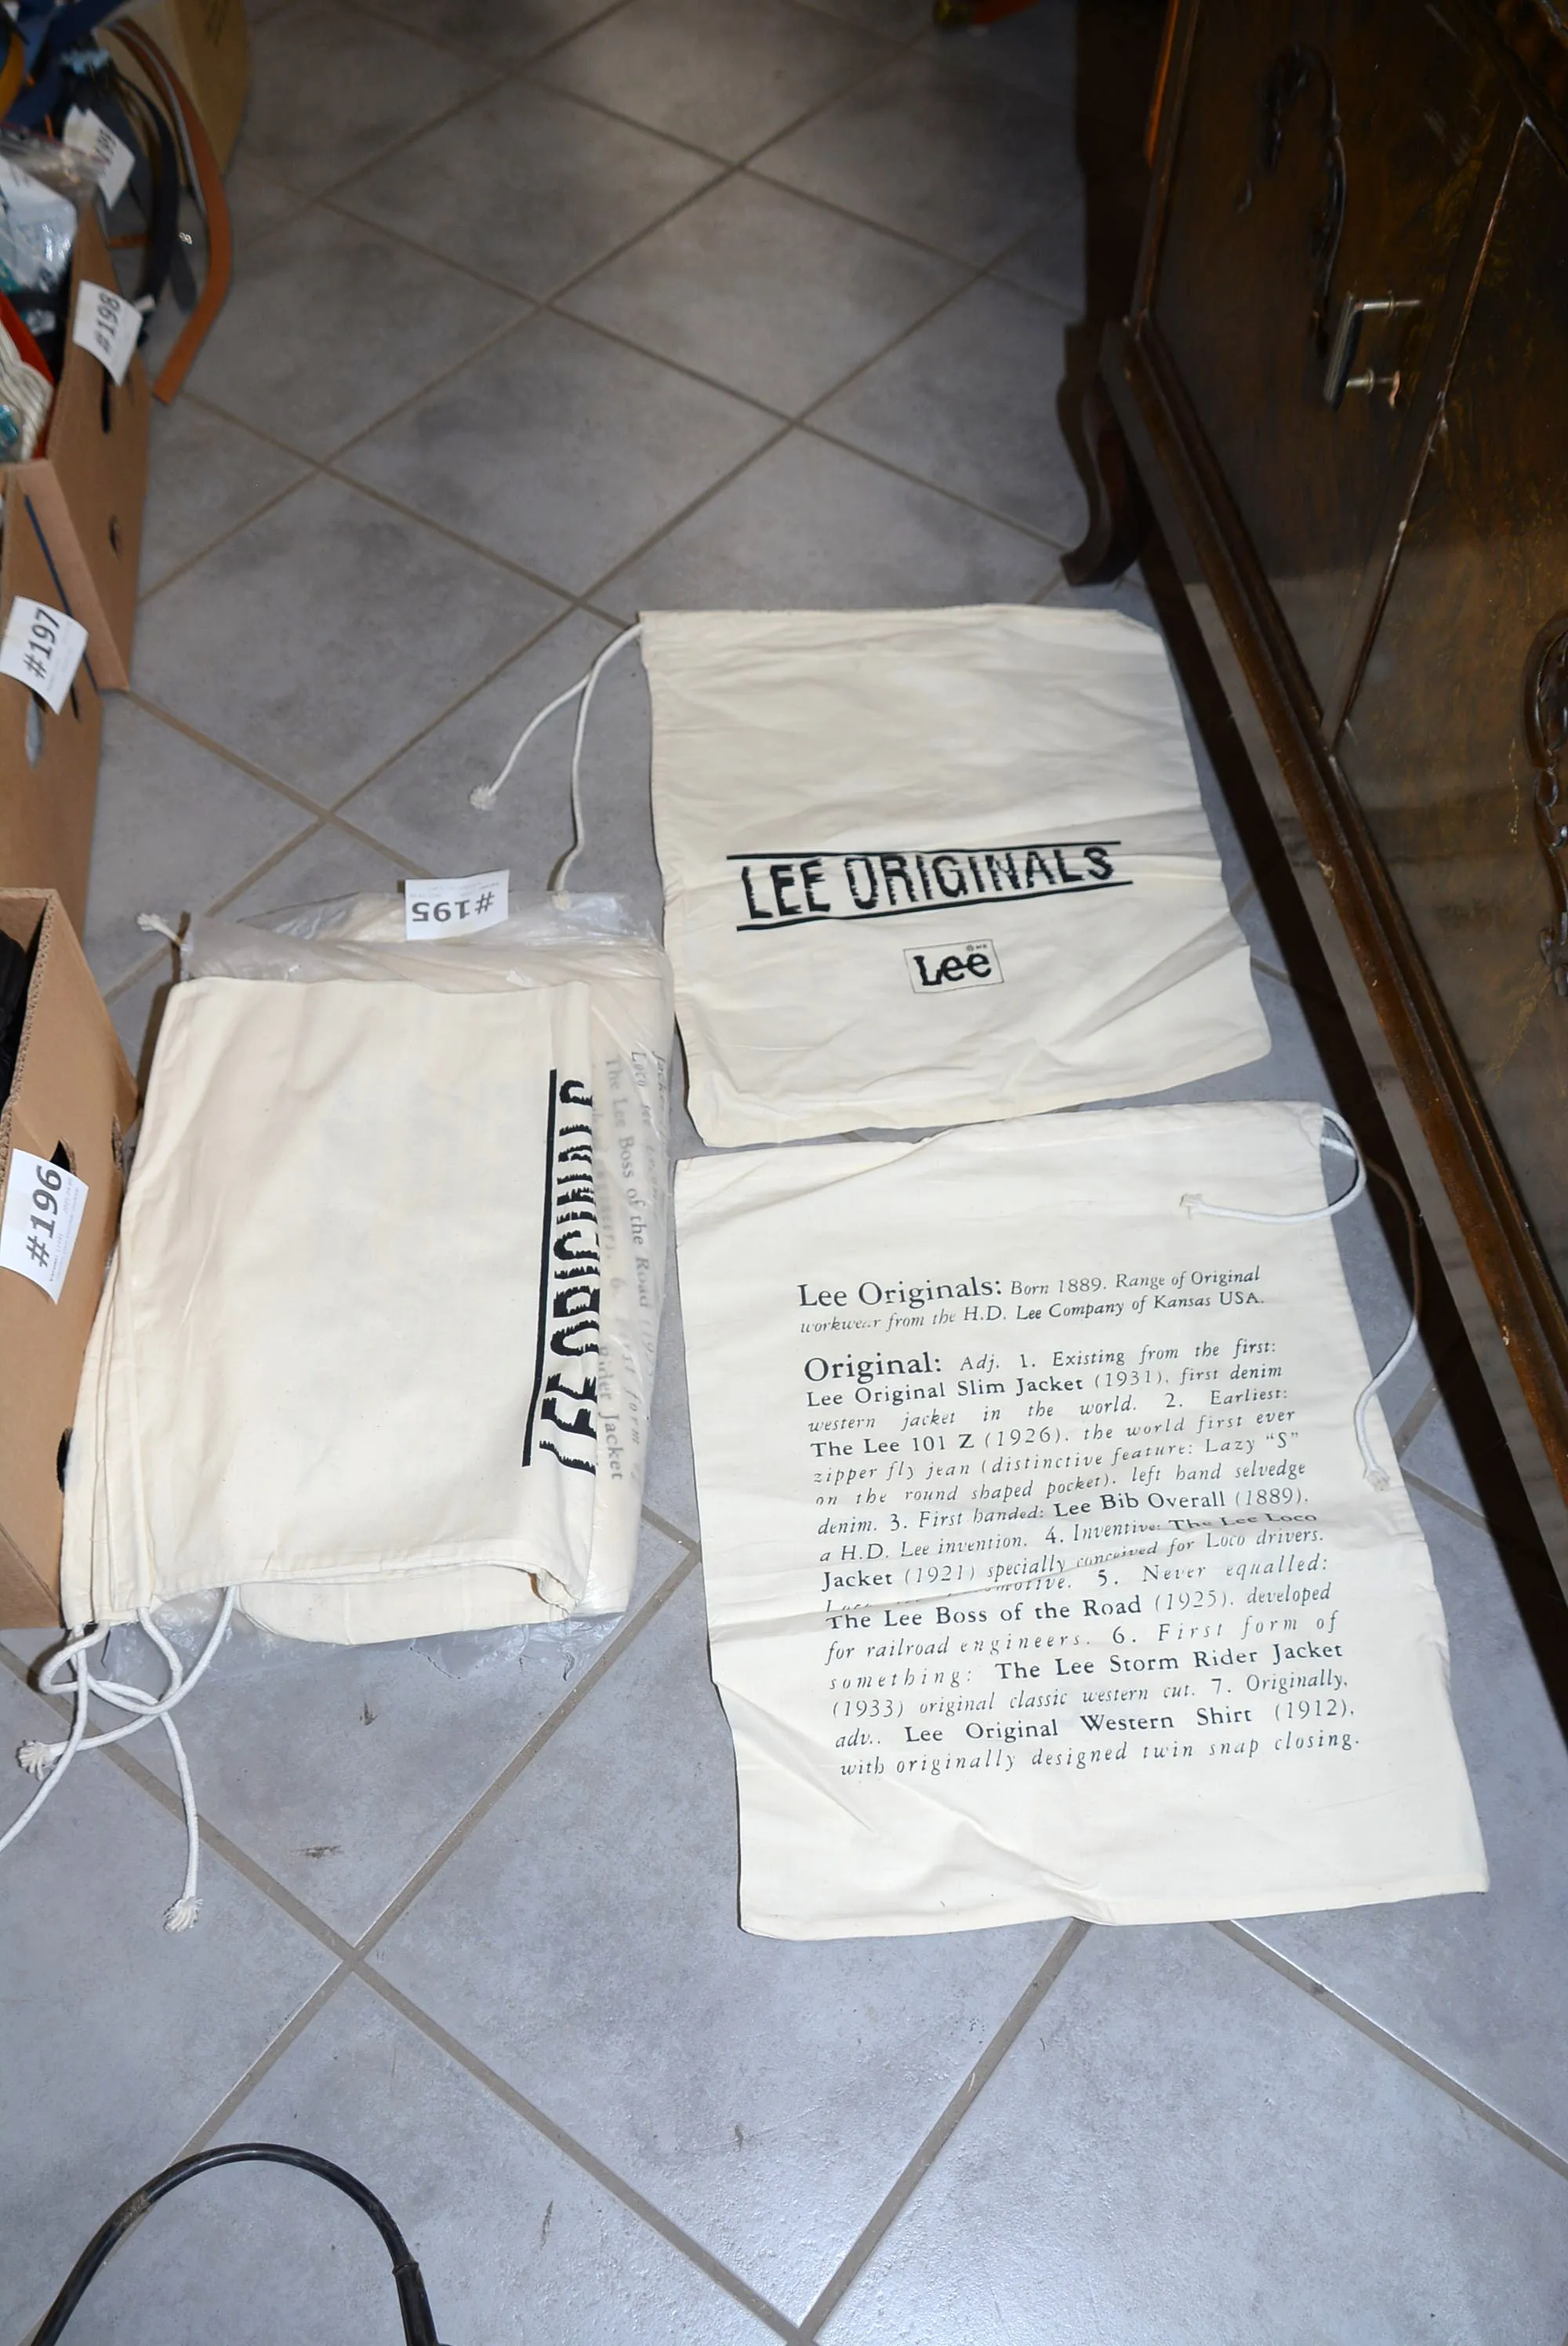 #198
#197
#195
#196
LEE ORIGINALS
Lee
The Lee Boss of the Road
Rider Jacket
Lee Originals: Born 1889. Range of Original
workwear from the H.D. Lee Company of Kansas USA.
Original: Adj. 1. Existing from the first:
Lee Original Slim Jacket (1931), first denim
western jacket in the world. 2. Earliest:
The Lee 101 Z (1926), the world first ever
zipper fly jean (distinctive feature: Lazy "S"
on the round shaped pocket), left hand selvedge
denim. 3. First handed: Lee Bib Overall (1889),
a H.D. Lee invention. 4. Inventive: The Lee Loco
Jacket (1921) specially conceived for Loco drivers.
5. Never equalled:
The Lee Boss of the Road (1925), developed
for railroad engineers. 6. First form of
something: The Lee Storm Rider Jacket
(1933) original classic western cut. 7. Originally,
adv.. Lee Original Western Shirt (1912),
with originally designed twin snap closing.